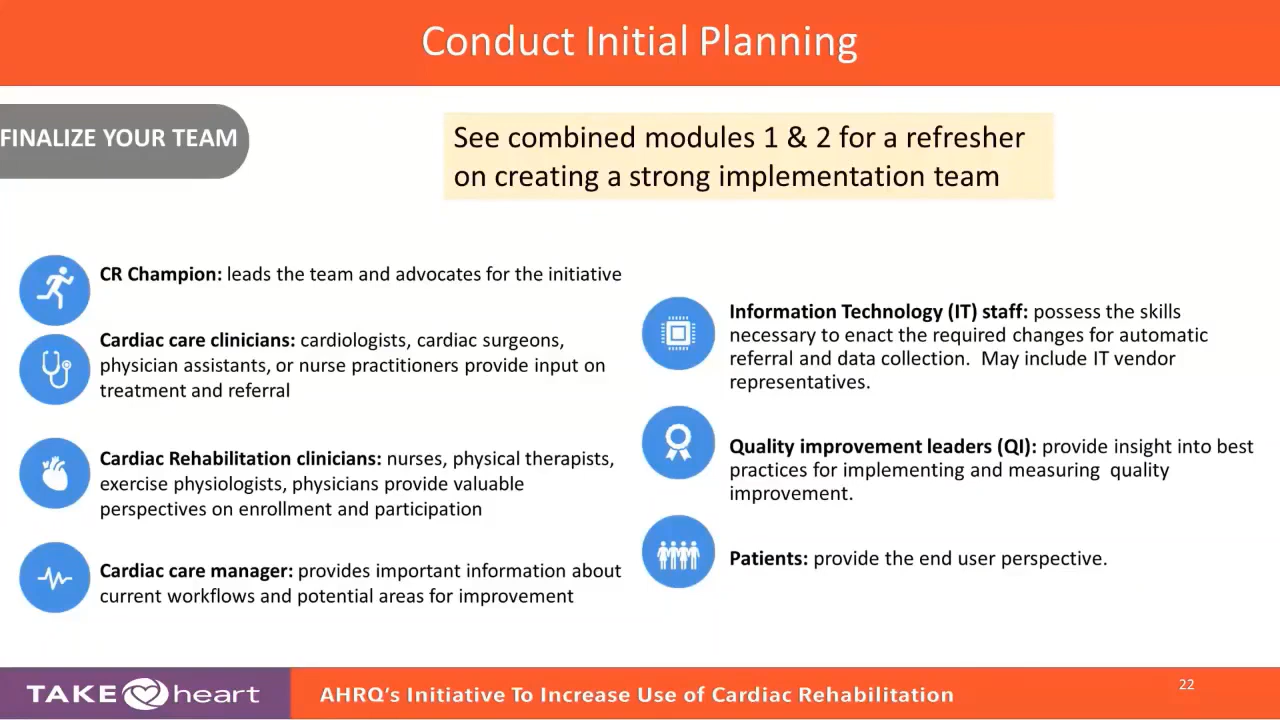 Conduct Initial Planning
FINALIZE YOUR TEAM
See combined modules 1 & 2 for a refresher
on creating a strong implementation team
CR Champion: leads the team and advocates for the initiative
Cardiac care clinicians: cardiologists, cardiac surgeons,
physician assistants, or nurse practitioners provide input on
treatment and referral
Cardiac Rehabilitation clinicians: nurses, physical therapists,
exercise physiologists, physicians provide valuable
perspectives on enrollment and participation
Cardiac care manager: provides important information about
current workflows and potential areas for improvement
Information Technology (IT) staff: possess the skills
necessary to enact the required changes for automatic
referral and data collection.  May include IT vendor
representatives.
Quality improvement leaders (QI): provide insight into best
practices for implementing and measuring  quality
improvement.
Patients: provide the end user perspective.
TAKE heart
AHRQ's Initiative To Increase Use of Cardiac Rehabilitation
22